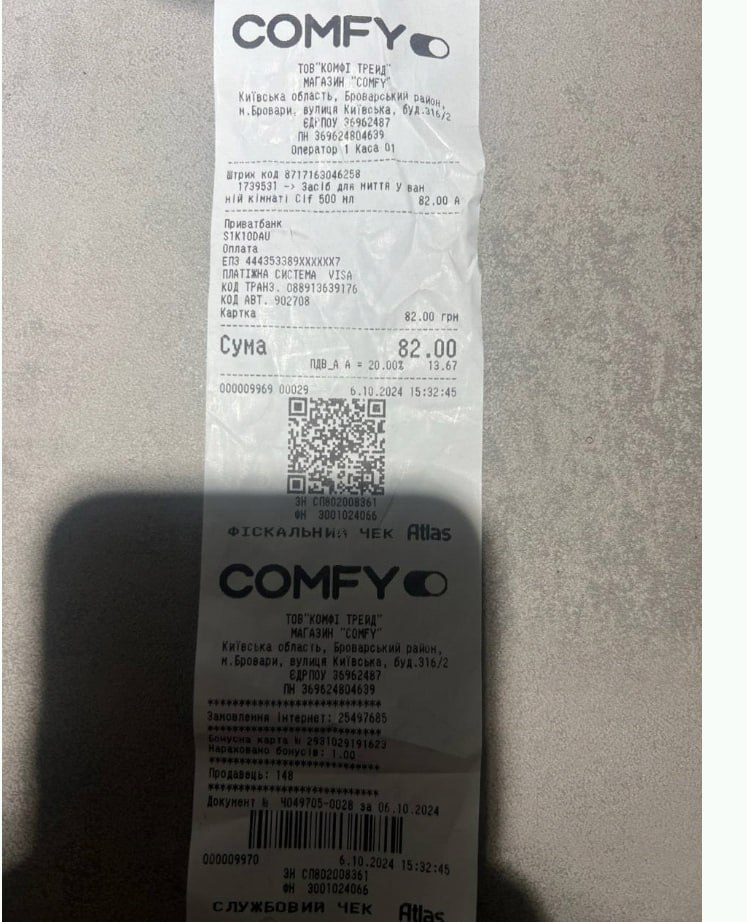 COMFY
ТОВ"КОМФІ ТРЕЙД"
МАГАЗИН "COMFY"
Київська область, Броварський район,
м.Бровари, вулиця Київська, буд.316/2
ЄДРПОУ 36962487
ПН 369624804639
Оператор 1 Каса 01
Штрих код 8717163046258
1739531 -> Засіб для миття у ван
ній кімнаті Cif 500 мл 82.00 А
Приватбанк
S1K10DAU
Оплата
ЕПЗ 444353389XXXXXX7
ПЛАТІЖНА СИСТЕМА VISA
КОД ТРАНЗ. 088913639176
КОД АВТ. 902708
Картка 82.00 грн
Сума 82.00
ПДВ_А А = 20.00% 13.67
000009969 00029 6.10.2024 15:32:45
ЗН СП802008361
ФН 3001024066
ФІСКАЛЬНИЙ ЧЕК Atlas
COMFY
ТОВ"КОМФІ ТРЕЙД"
МАГАЗИН "COMFY"
Київська область, Броварський район,
м.Бровари, вулиця Київська, буд.316/2
ЄДРПОУ 36962487
ПН 369624804639
**********************************
Замовлення інтернет: 25497685
**********************************
Бонусна карта № 2931029191623
Нараховано бонусів: 1.00
**********************************
Продавець: 148
**********************************
Документ № Ч049705-0028 за 06.10.2024
000009970 6.10.2024 15:32:45
ЗН СП802008361
ФН 3001024066
СЛУЖБОВИЙ ЧЕК Atlas